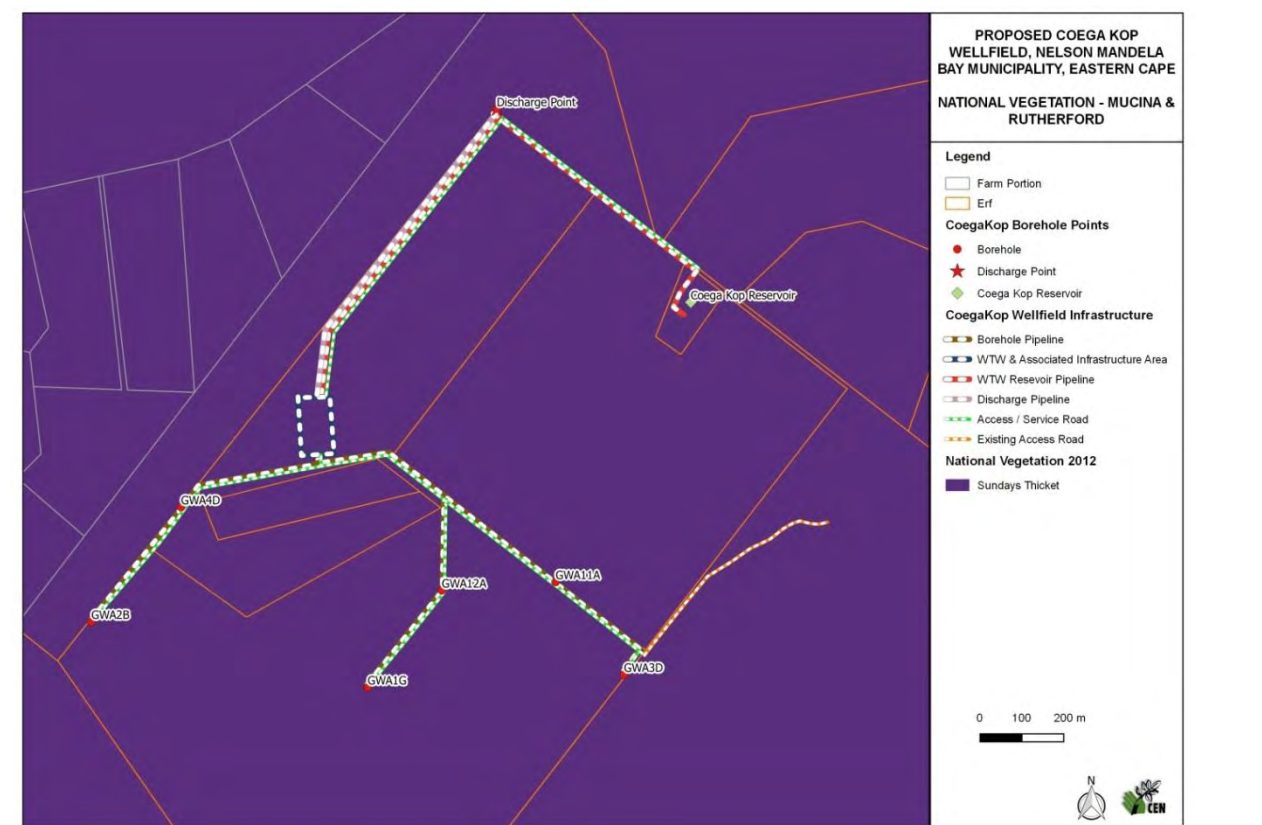 PROPOSED COEGA KOP
WELLFIELD, NELSON MANDELA
BAY MUNICIPALITY, EASTERN CAPE
NATIONAL VEGETATION - MUCINA &
RUTHERFORD
Legend
Farm Portion
Erf
CoegaKop Borehole Points
Borehole
Discharge Point
Coega Kop Reservoir
CoegaKop Wellfield Infrastructure
Borehole Pipeline
WTW & Associated Infrastructure Area
WTW Resevoir Pipeline
Discharge Pipeline
Access / Service Road
Existing Access Road
National Vegetation 2012
Sundays Thicket
0 100 200 m
N
CEN
Discharge Point
Coega Kop Reservoir
GWA4D
GWA11A
GWA12A
GWA2B
GWA3D
GWA1G